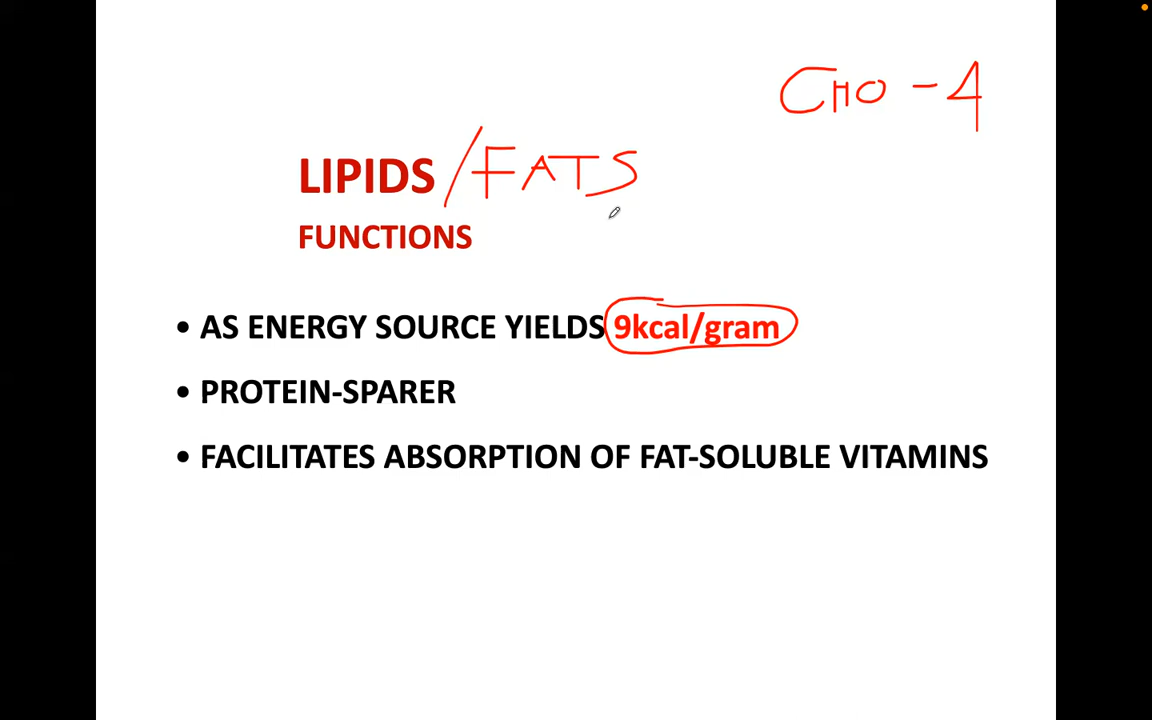 CHO - 4
LIPIDS / FATS
FUNCTIONS
• AS ENERGY SOURCE YIELDS 9kcal/gram
• PROTEIN-SPARER
• FACILITATES ABSORPTION OF FAT-SOLUBLE VITAMINS